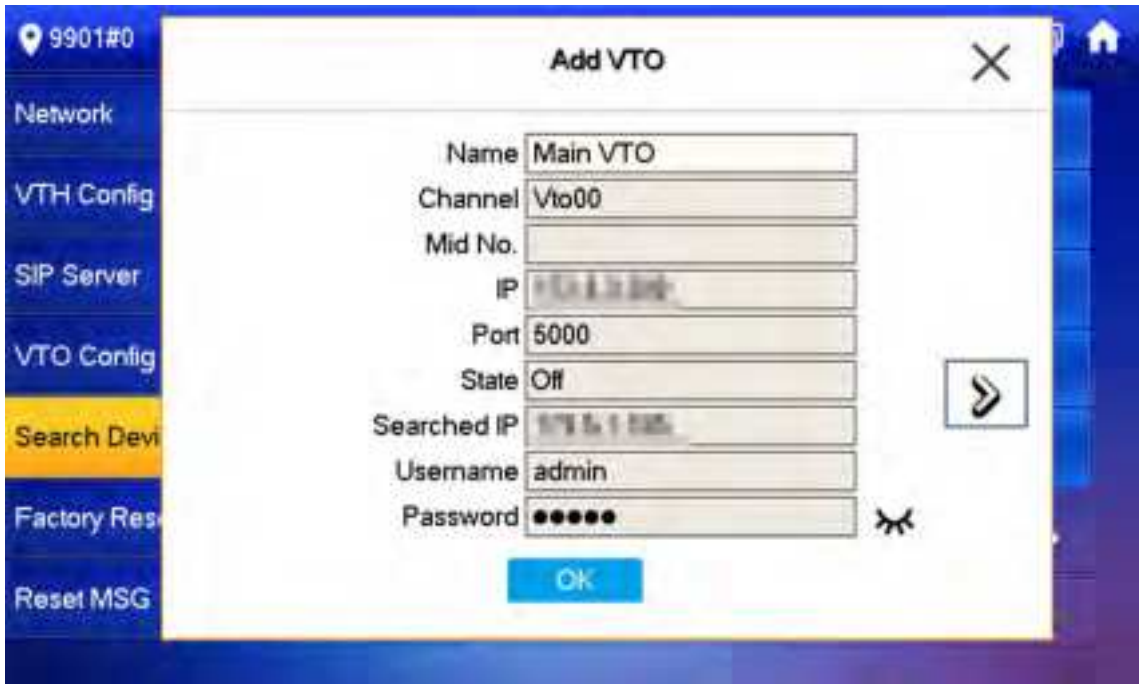 9901#0
Add VTO
Network
VTH Config
SIP Server
VTO Config
Search Devi
Factory Res
Reset MSG
Name Main VTO
Channel Vto00
Mid No.
IP
Port 5000
State Off
Searched IP
Username admin
Password ●●●●●
OK